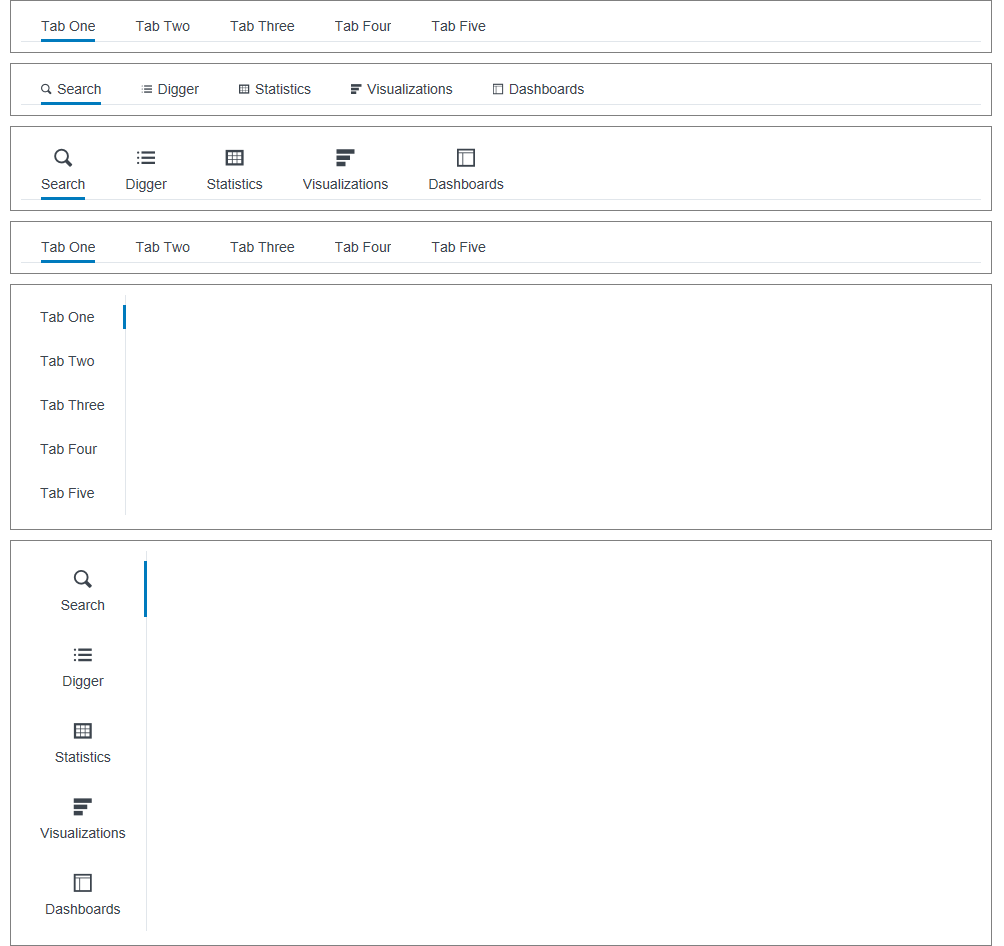 Tab One Tab Two Tab Three Tab Four Tab Five
Search Digger Statistics Visualizations Dashboards
Search Digger Statistics Visualizations Dashboards
Tab One Tab Two Tab Three Tab Four Tab Five
Tab One
Tab Two
Tab Three
Tab Four
Tab Five
Search
Digger
Statistics
Visualizations
Dashboards